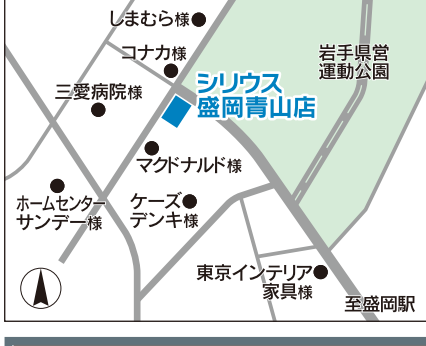 しまむら様
コナカ様
岩手県営
運動公園
三愛病院様
シリウス
盛岡青山店
マクドナルド様
ホームセンター
サンデー様
ケーズ
デンキ様
東京インテリア
家具様
至盛岡駅